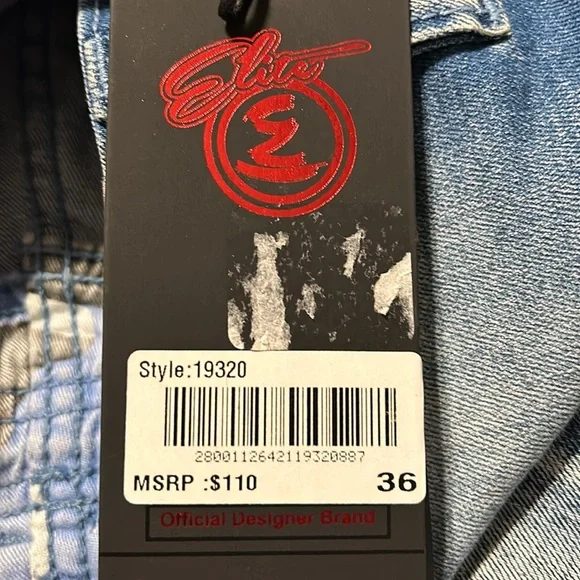 Elite
E
Style:19320
2800112642119320887
MSRP :$110 36
Official Designer Brand